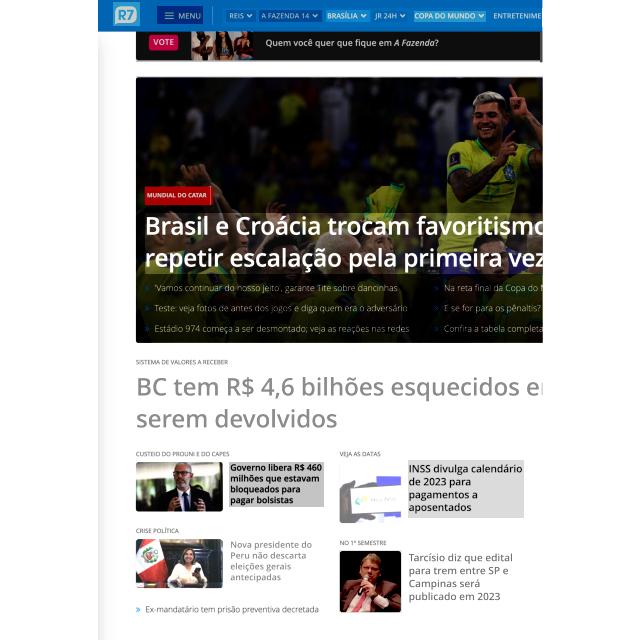 R7 MENU REIS A FAZENDA 14 BRASÍLIA JR 24H COPA DO MUNDO ENTRETENIME
VOTE Quem você quer que fique em A Fazenda?
MUNDIAL DO CATAR
Brasil e Croácia trocam favoritismo
repetir escalação pela primeira vez
» 'Vamos continuar do nosso jeito', garante Tite sobre dancinhas
» Teste: veja fotos de antes dos jogos e diga quem era o adversário
» Estádio 974 começa a ser desmontado; veja as reações nas redes
» Na reta final da Copa do
» E se for para os pênaltis?
» Confira a tabela completa
SISTEMA DE VALORES A RECEBER
BC tem R$ 4,6 bilhões esquecidos
serem devolvidos
CUSTEIO DO PROUNI E DO CAPES
Governo libera R$ 460
milhões que estavam
bloqueados para
pagar bolsistas
VEJA AS DATAS
INSS divulga calendário
de 2023 para
pagamentos a
aposentados
CRISE POLÍTICA
Nova presidente do
Peru não descarta
eleições gerais
antecipadas
» Ex-mandatário tem prisão preventiva decretada
NO 1º SEMESTRE
Tarcísio diz que edital
para trem entre SP e
Campinas será
publicado em 2023